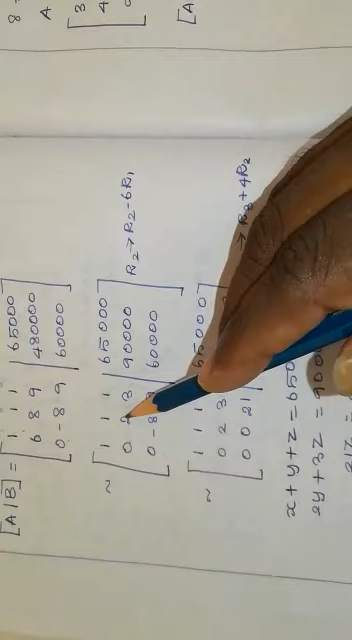 [A|B] = [1 1 1 | 65000]
[6 8 9 | 480000]
[0 -8 9 | 60000]
~ [1 1 1 | 65000]
[0 2 3 | 90000] R₂→R₂-6R₁
[0 -8 | 60000]
~ [1 1 1 | 65000]
[0 2 3
[0 0 21 → R₃+4R₂
x+y+z = 650
2y+3z = 900